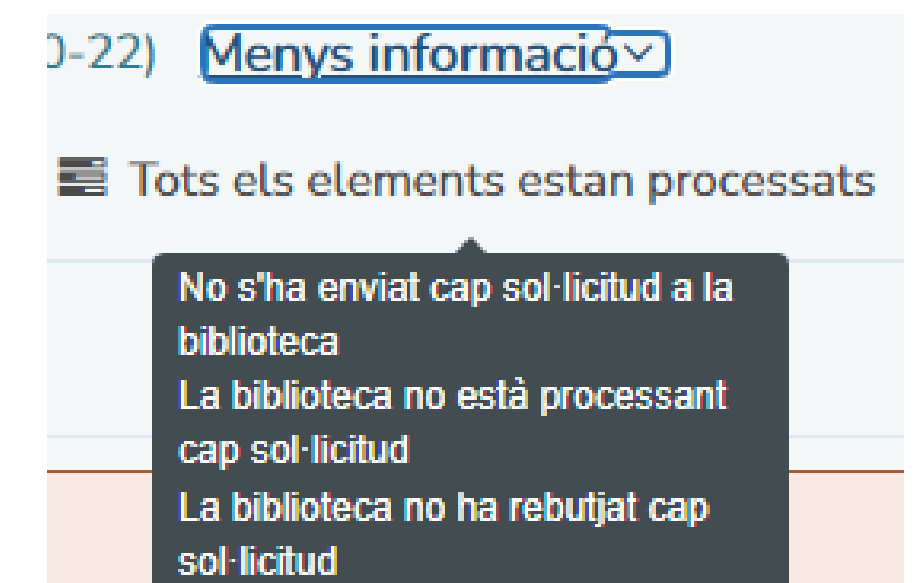 0-22) Menys informació
Tots els elements estan processats
No s'ha enviat cap sol·licitud a la
biblioteca
La biblioteca no està processant
cap sol·licitud
La biblioteca no ha rebutjat cap
sol·licitud